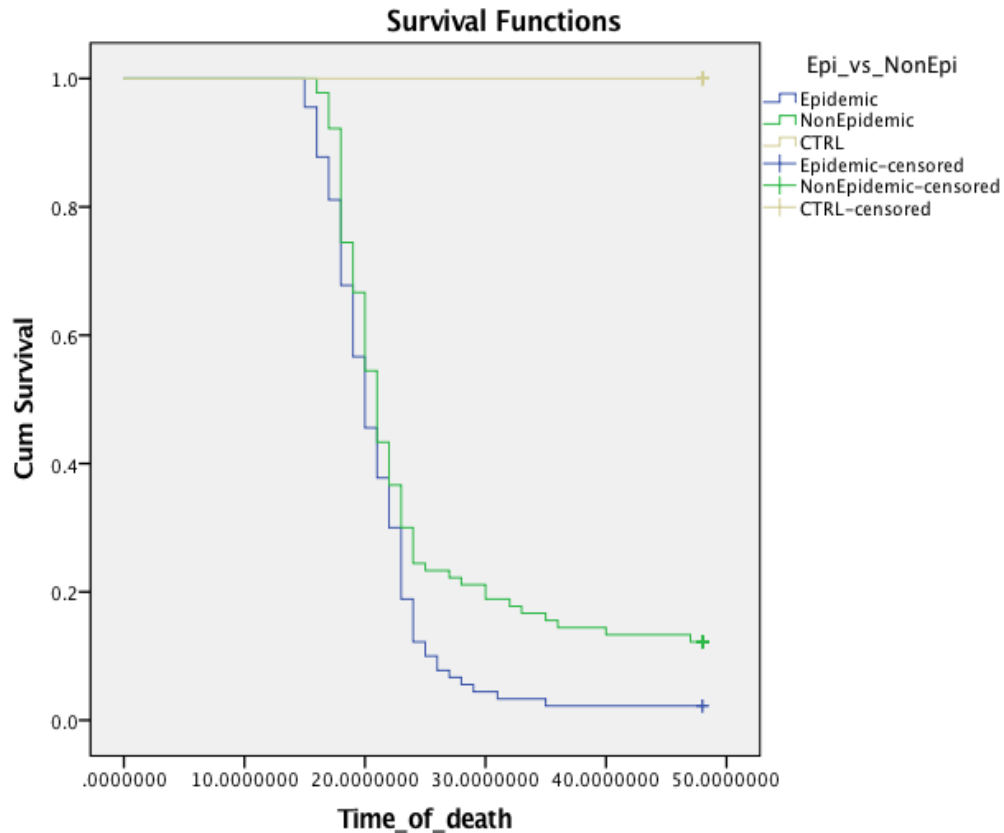 Survival Functions
Epi_vs_NonEpi
Epidemic
NonEpidemic
CTRL
Epidemic-censored
NonEpidemic-censored
CTRL-censored
Cum Survival
1.0
0.8
0.6
0.4
0.2
0.0
.0000000 10.0000000 20.0000000 30.0000000 40.0000000 50.0000000
Time_of_death